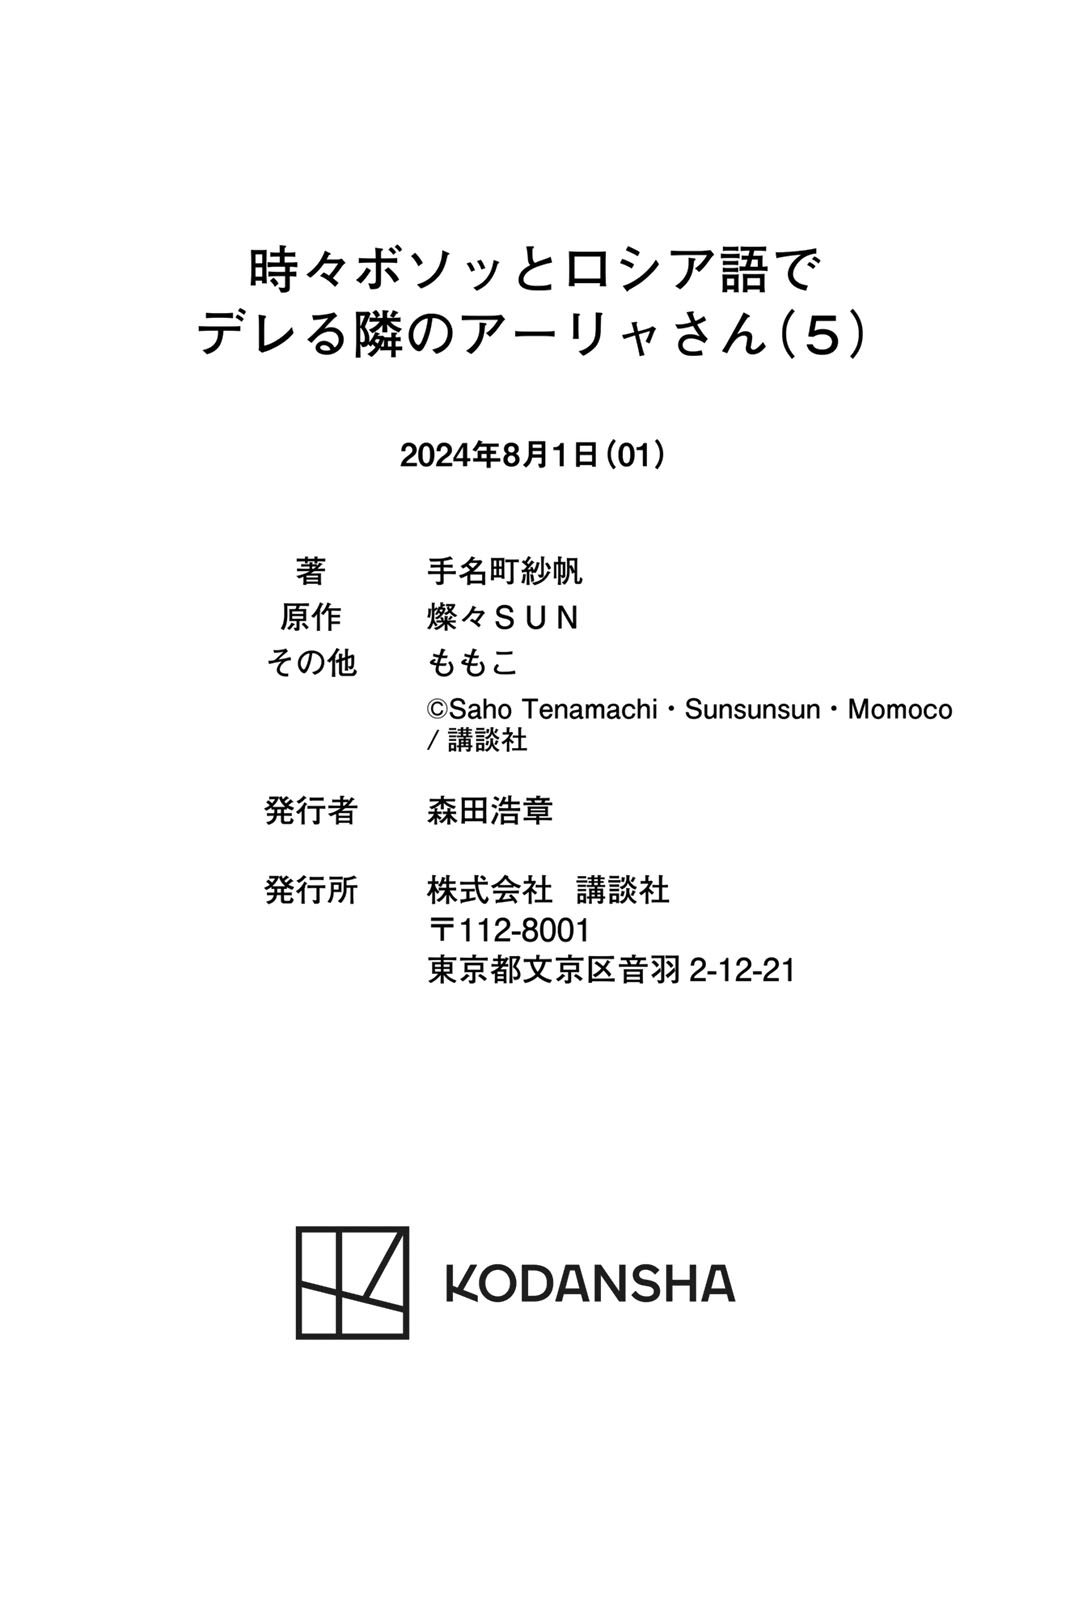 時々ボソッとロシア語で
デレる隣のアーリャさん（5）
2024年8月1日（01）
著 手名町紗帆
原作 燦々ＳＵＮ
その他 ももこ
©Saho Tenamachi・Sunsunsun・Momoco
/ 講談社
発行者 森田浩章
発行所 株式会社 講談社
〒112-8001
東京都文京区音羽 2-12-21
KODANSHA